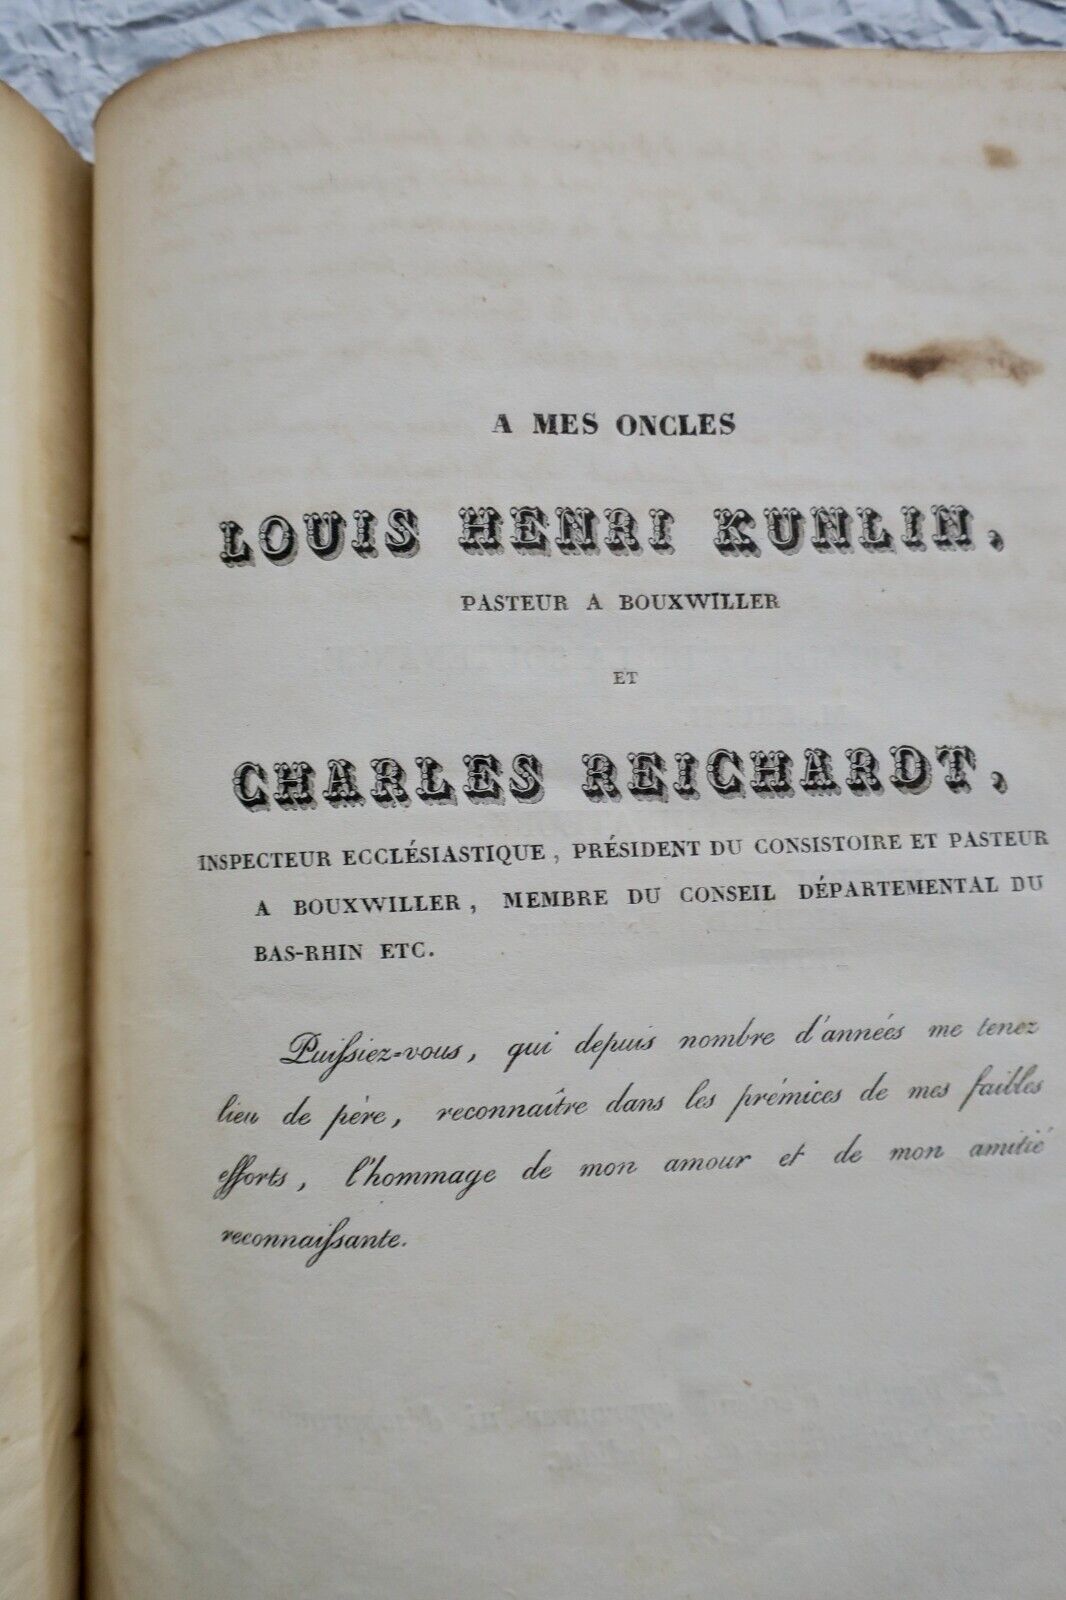 A MES ONCLES
LOUIS HENRI KUNLIN,
PASTEUR A BOUXWILLER
ET
CHARLES REICHARDT,
INSPECTEUR ECCLÉSIASTIQUE, PRÉSIDENT DU CONSISTOIRE ET PASTEUR
A BOUXWILLER, MEMBRE DU CONSEIL DÉPARTEMENTAL DU
BAS-RHIN ETC.
Puiſsiez-vous, qui depuis nombre d'années me tenez
lieu de père, reconnaître dans les prémices de mes faibles
efforts, l'hommage de mon amour et de mon amitié
reconnaiſsante.